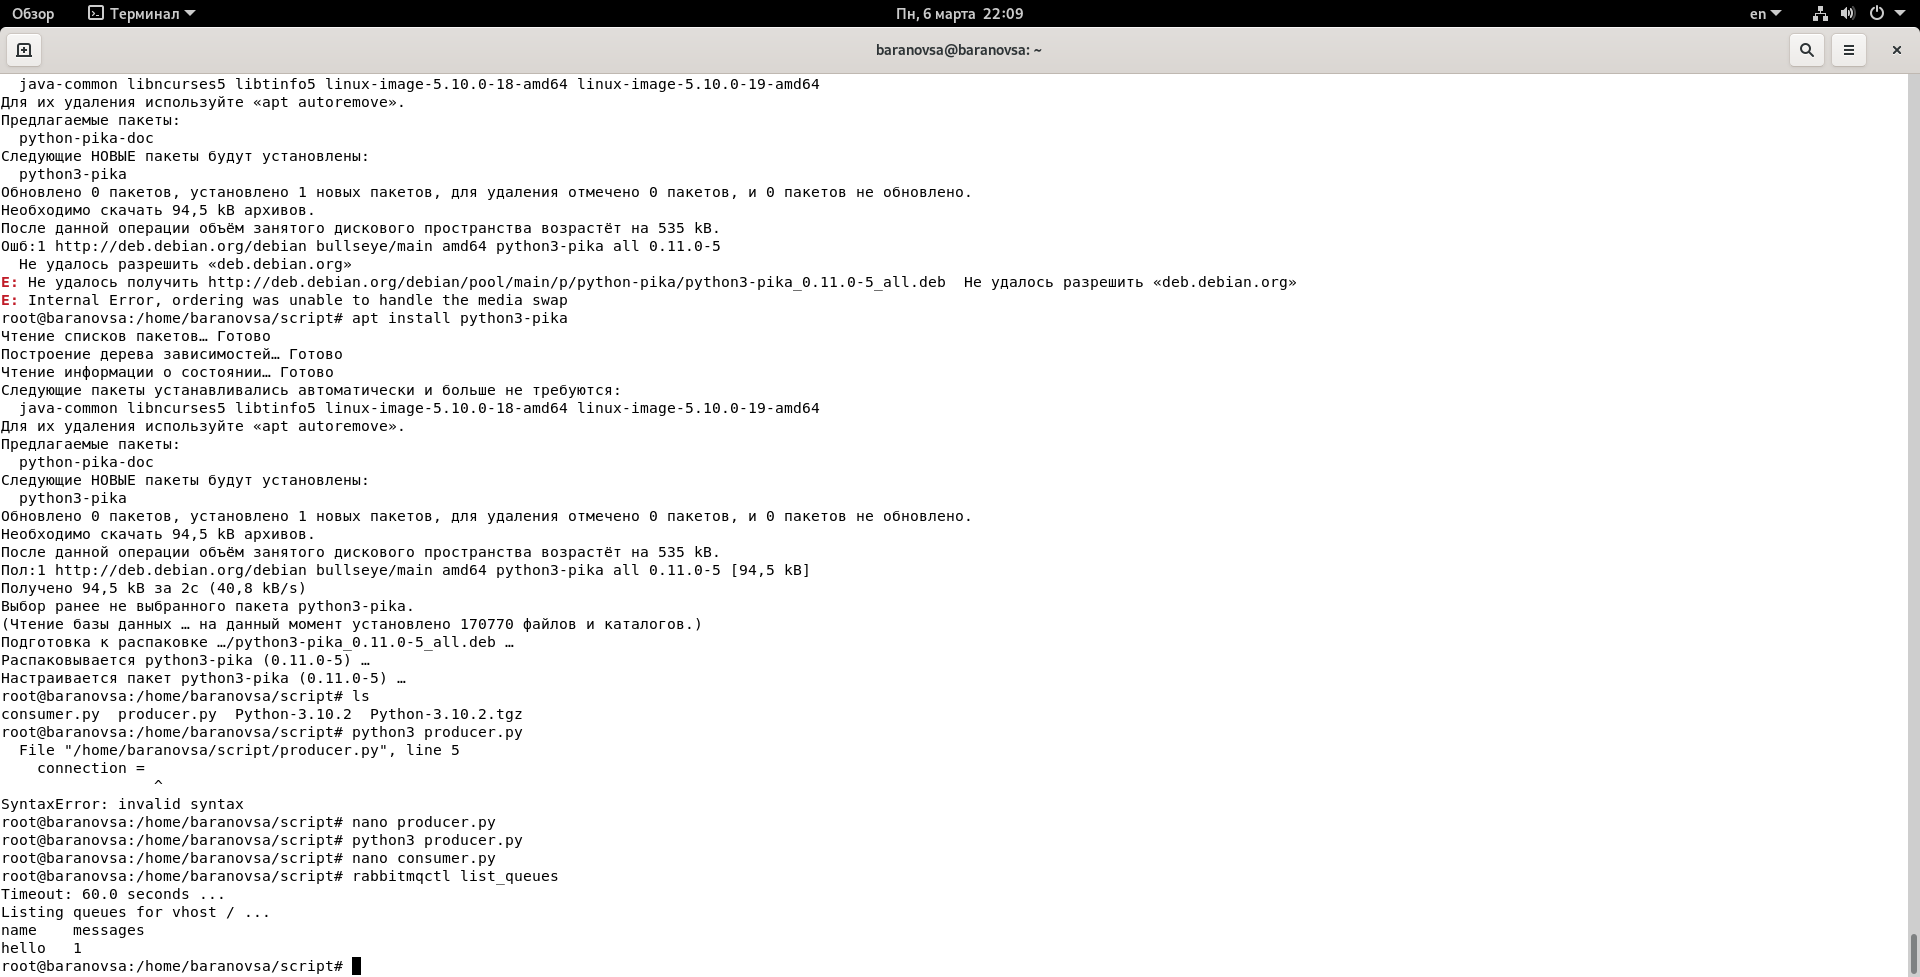 Обзор Терминал Пн, 6 марта 22:09 en
baranovsa@baranovsa: ~
  java-common libncurses5 libtinfo5 linux-image-5.10.0-18-amd64 linux-image-5.10.0-19-amd64
Для их удаления используйте «apt autoremove».
Предлагаемые пакеты:
  python-pika-doc
Следующие НОВЫЕ пакеты будут установлены:
  python3-pika
Обновлено 0 пакетов, установлено 1 новых пакетов, для удаления отмечено 0 пакетов, и 0 пакетов не обновлено.
Необходимо скачать 94,5 kB архивов.
После данной операции объём занятого дискового пространства возрастёт на 535 kB.
Ошб:1 http://deb.debian.org/debian bullseye/main amd64 python3-pika all 0.11.0-5
  Не удалось разрешить «deb.debian.org»
E: Не удалось получить http://deb.debian.org/debian/pool/main/p/python-pika/python3-pika_0.11.0-5_all.deb  Не удалось разрешить «deb.debian.org»
E: Internal Error, ordering was unable to handle the media swap
root@baranovsa:/home/baranovsa/script# apt install python3-pika
Чтение списков пакетов… Готово
Построение дерева зависимостей… Готово
Чтение информации о состоянии… Готово
Следующие пакеты устанавливались автоматически и больше не требуются:
  java-common libncurses5 libtinfo5 linux-image-5.10.0-18-amd64 linux-image-5.10.0-19-amd64
Для их удаления используйте «apt autoremove».
Предлагаемые пакеты:
  python-pika-doc
Следующие НОВЫЕ пакеты будут установлены:
  python3-pika
Обновлено 0 пакетов, установлено 1 новых пакетов, для удаления отмечено 0 пакетов, и 0 пакетов не обновлено.
Необходимо скачать 94,5 kB архивов.
После данной операции объём занятого дискового пространства возрастёт на 535 kB.
Пол:1 http://deb.debian.org/debian bullseye/main amd64 python3-pika all 0.11.0-5 [94,5 kB]
Получено 94,5 kB за 2с (40,8 kB/s)
Выбор ранее не выбранного пакета python3-pika.
(Чтение базы данных … на данный момент установлено 170770 файлов и каталогов.)
Подготовка к распаковке …/python3-pika_0.11.0-5_all.deb …
Распаковывается python3-pika (0.11.0-5) …
Настраивается пакет python3-pika (0.11.0-5) …
root@baranovsa:/home/baranovsa/script# ls
consumer.py  producer.py  Python-3.10.2  Python-3.10.2.tgz
root@baranovsa:/home/baranovsa/script# python3 producer.py
  File "/home/baranovsa/script/producer.py", line 5
    connection =
                 ^
SyntaxError: invalid syntax
root@baranovsa:/home/baranovsa/script# nano producer.py
root@baranovsa:/home/baranovsa/script# python3 producer.py
root@baranovsa:/home/baranovsa/script# nano consumer.py
root@baranovsa:/home/baranovsa/script# rabbitmqctl list_queues
Timeout: 60.0 seconds ...
Listing queues for vhost / ...
name    messages
hello   1
root@baranovsa:/home/baranovsa/script#